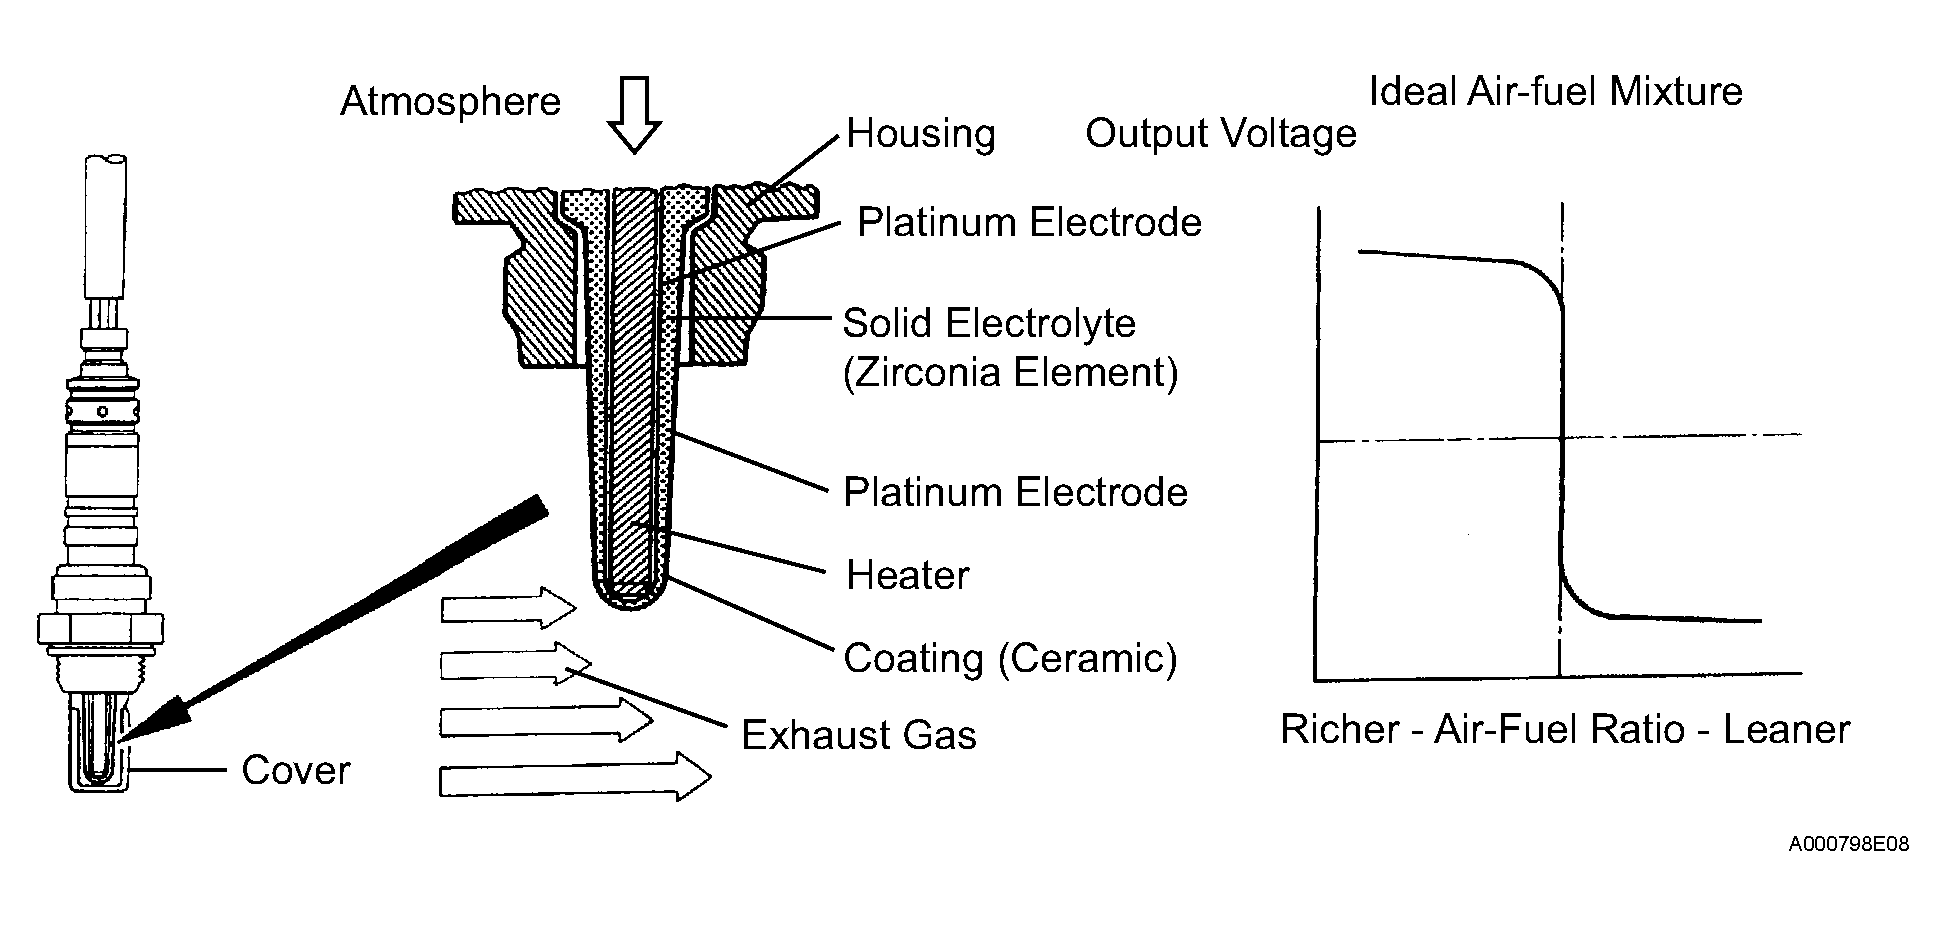 Atmosphere
Housing
Platinum Electrode
Solid Electrolyte
(Zirconia Element)
Platinum Electrode
Heater
Coating (Ceramic)
Exhaust Gas
Cover
Ideal Air-fuel Mixture
Output Voltage
Richer - Air-Fuel Ratio - Leaner
A000798E08